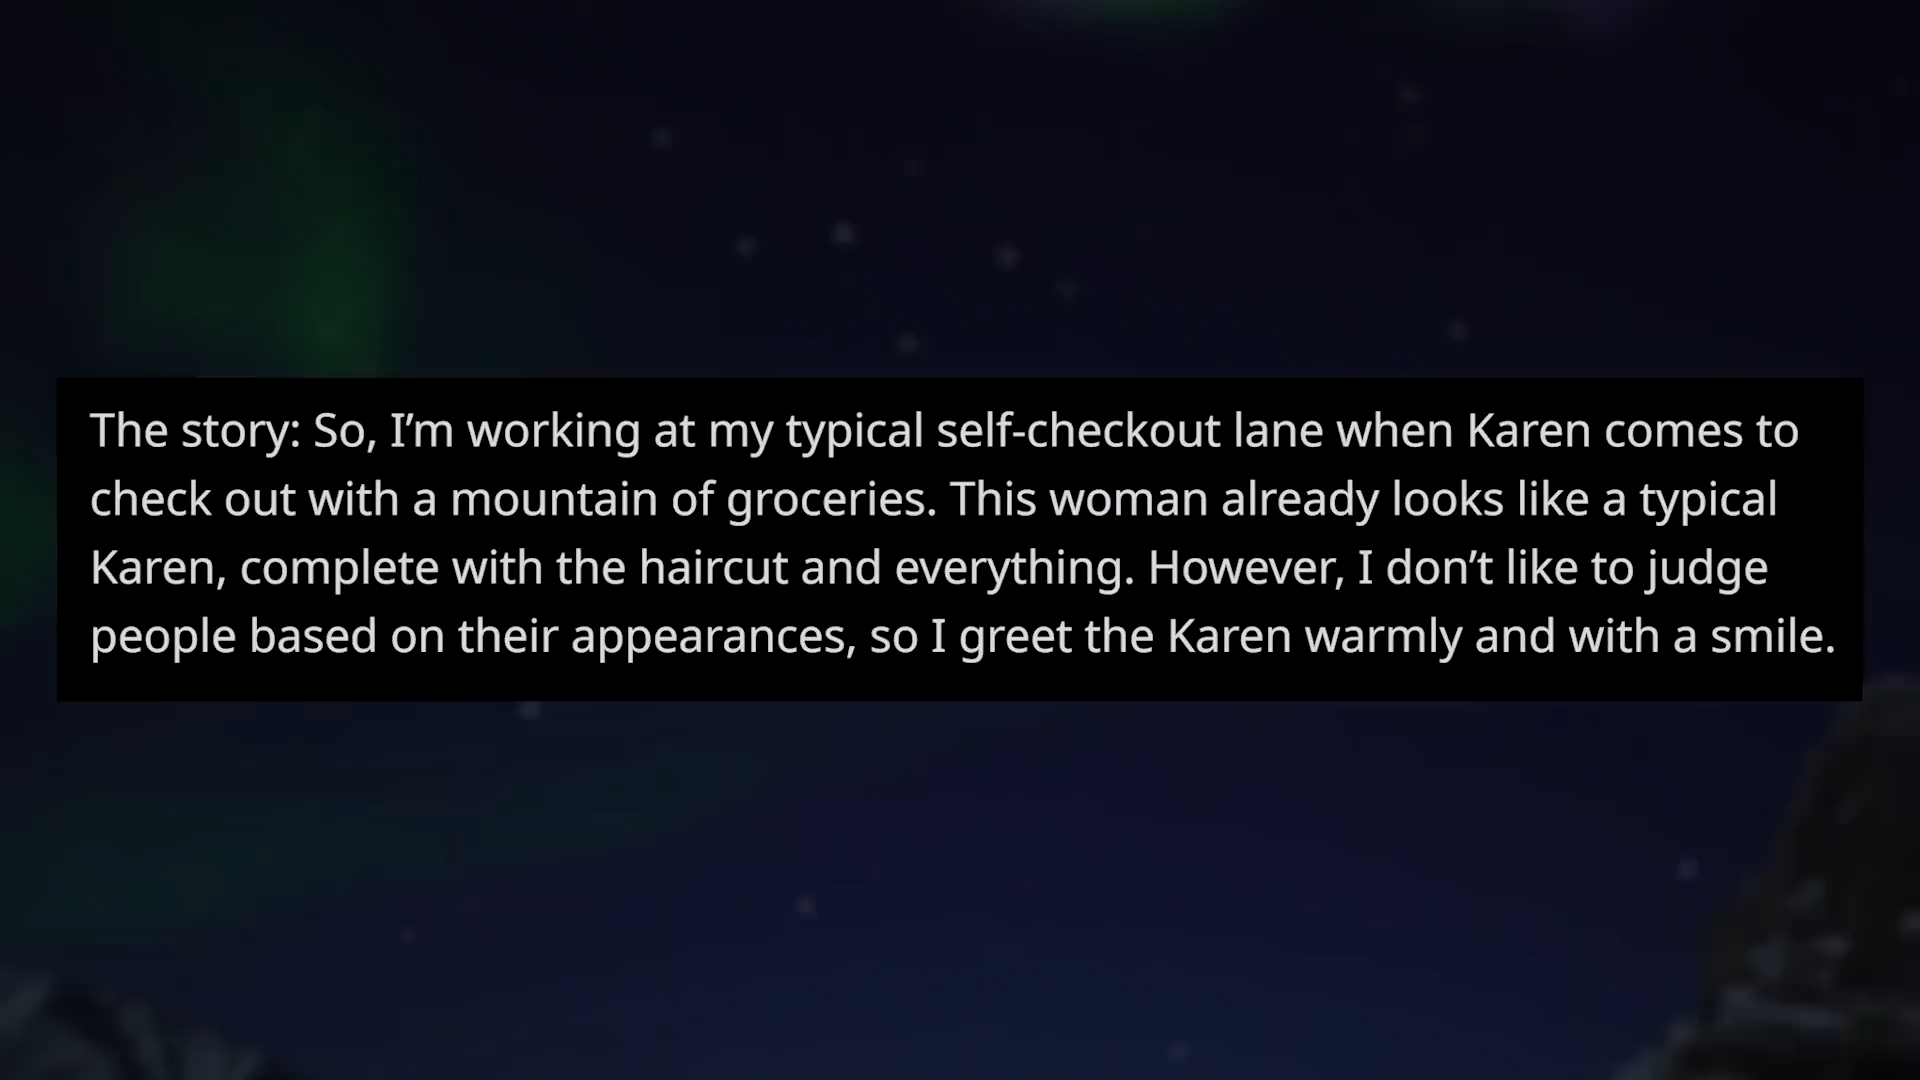 The story: So, I’m working at my typical self-checkout lane when Karen comes to
check out with a mountain of groceries. This woman already looks like a typical
Karen, complete with the haircut and everything. However, I don’t like to judge
people based on their appearances, so I greet the Karen warmly and with a smile.